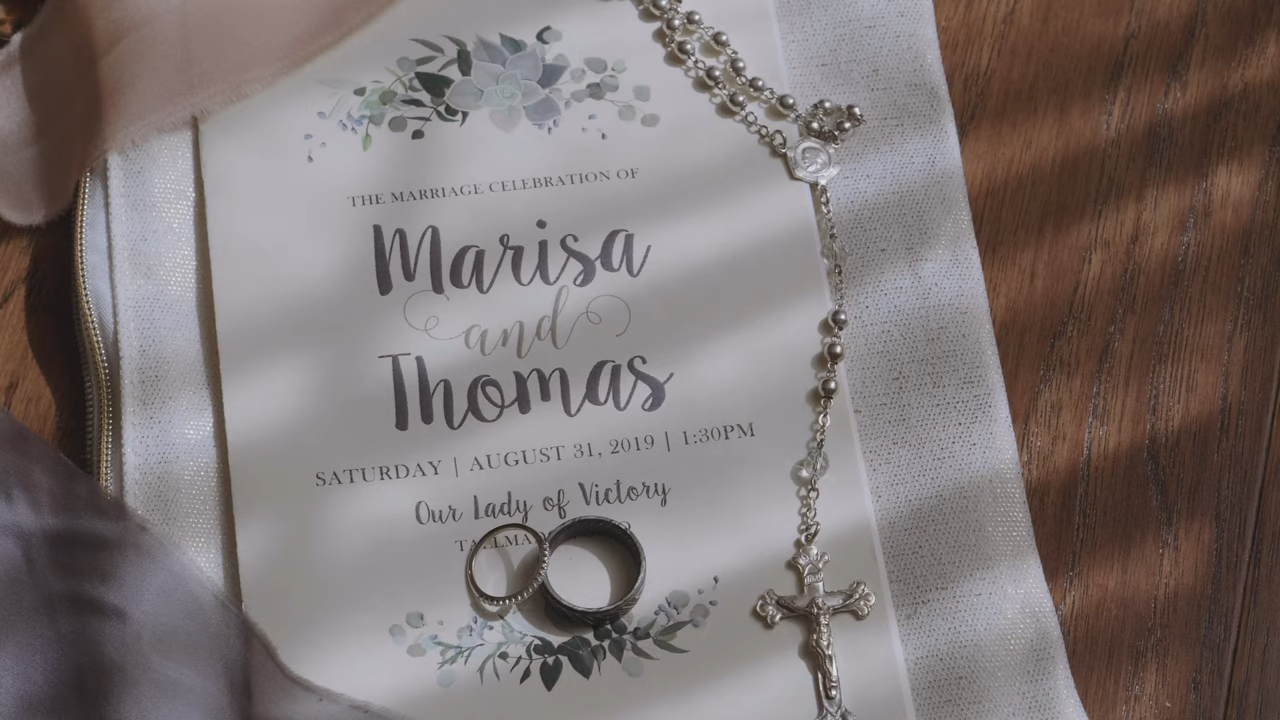 THE MARRIAGE CELEBRATION OF
Marisa
and
Thomas
SATURDAY | AUGUST 31, 2019 | 1:30PM
Our Lady of Victory